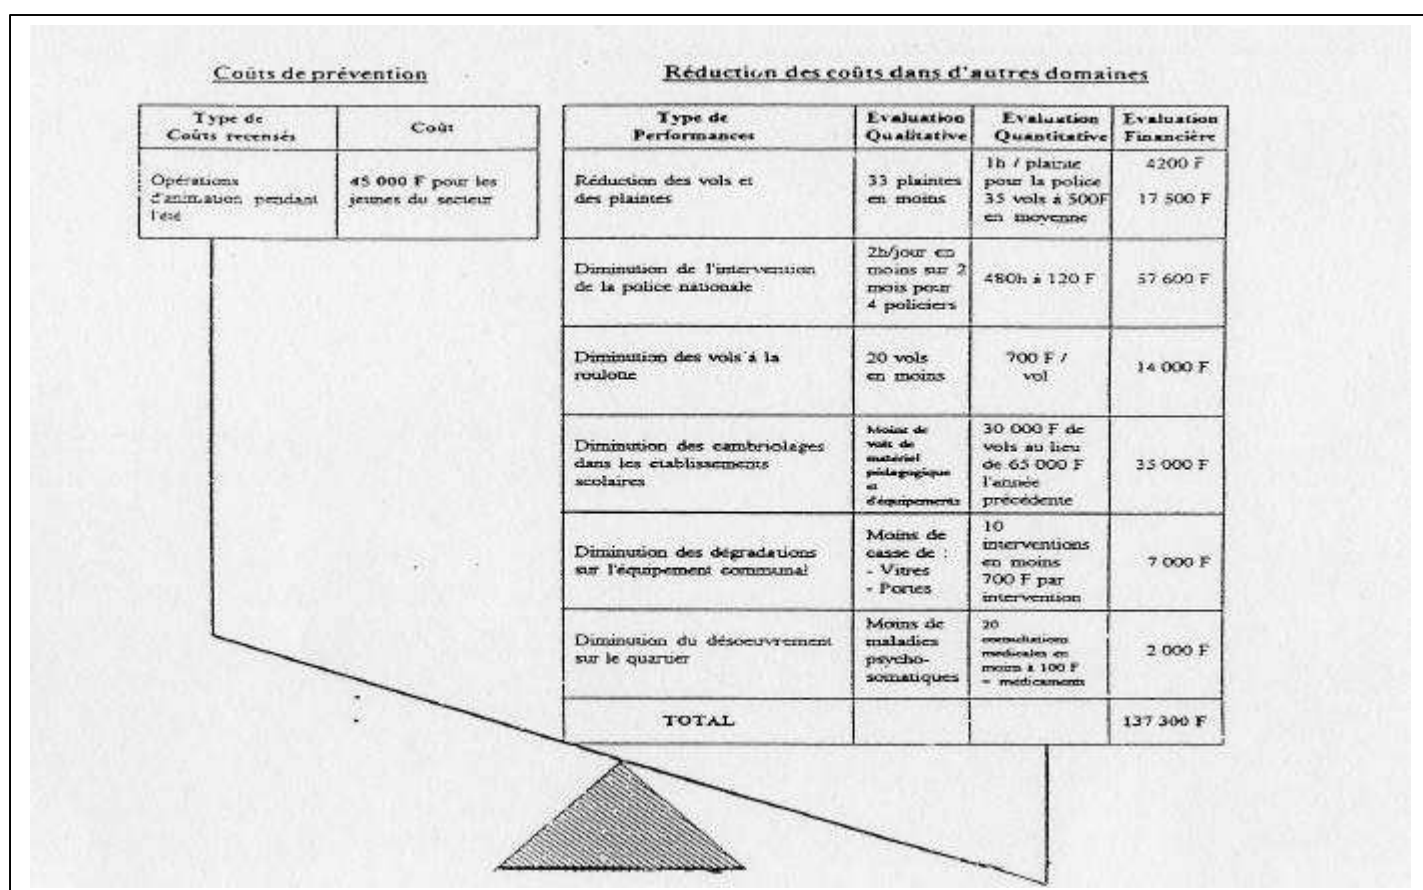 Coûts de prévention
Type de
Coûts recensés
Coût
Opérations
d'animation pendant
l'été
45 000 F pour les
jeunes du secteur
Réduction des coûts dans d'autres domaines
Type de
Performances
Evaluation
Qualitative
Evaluation
Quantitative
Evaluation
Financière
Réduction des vols et
des plaintes
33 plaintes
en moins
1h / plainte
pour la police
35 vols à 500F
en moyenne
4200 F
17 500 F
Diminution de l'intervention
de la police nationale
2h/jour en
moins sur 2
mois pour
4 policiers
480h à 120 F
57 600 F
Diminution des vols à la
roulotte
20 vols
en moins
700 F /
vol
14 000 F
Diminution des cambriolages
dans les établissements
scolaires
Moins de
vols de
matériel
pédagogique
et
d'équipements
30 000 F de
vols au lieu
de 65 000 F
l'année
précédente
35 000 F
Diminution des dégradations
sur l'équipement communal
Moins de
casse de :
- Vitres
- Portes
10
interventions
en moins
700 F par
intervention
7 000 F
Diminution du désoeuvrement
sur le quartier
Moins de
maladies
psycho-
somatiques
20
consultations
médicales en
moins à 100 F
+ médicaments
2 000 F
TOTAL
137 300 F